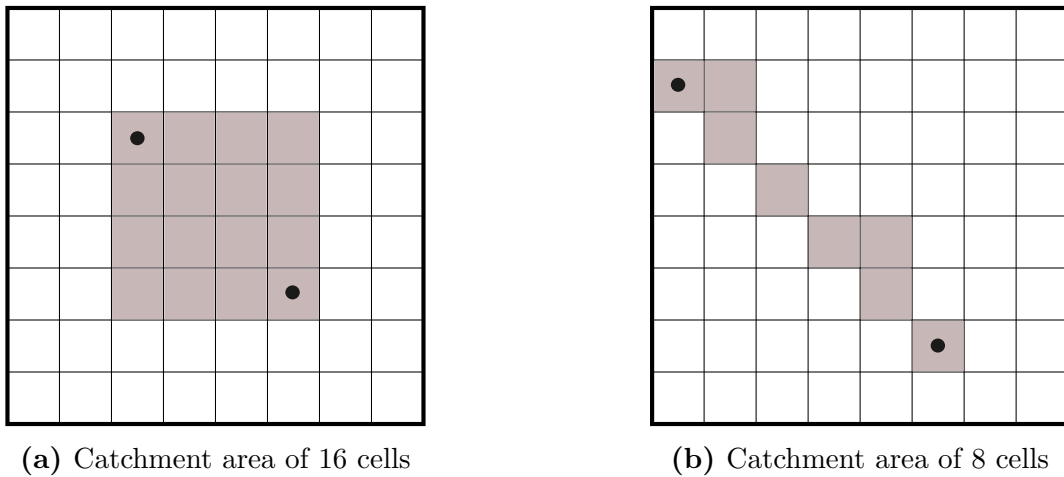 (a) Catchment area of 16 cells
(b) Catchment area of 8 cells